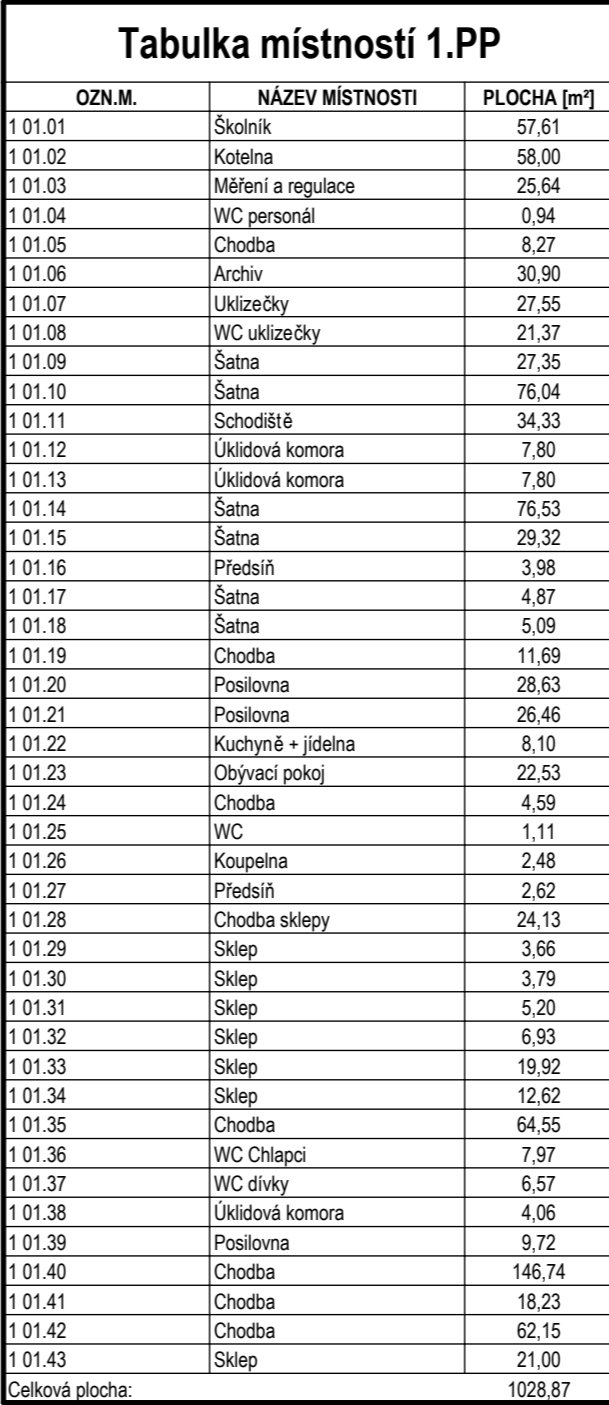 Tabulka místností 1.PP
OZN.M. NÁZEV MÍSTNOSTI PLOCHA [m²]
1 01.01 Školník 57,61
1 01.02 Kotelna 58,00
1 01.03 Měření a regulace 25,64
1 01.04 WC personál 0,94
1 01.05 Chodba 8,27
1 01.06 Archiv 30,90
1 01.07 Uklizečky 27,55
1 01.08 WC uklizečky 21,37
1 01.09 Šatna 27,35
1 01.10 Šatna 76,04
1 01.11 Schodiště 34,33
1 01.12 Úklidová komora 7,80
1 01.13 Úklidová komora 7,80
1 01.14 Šatna 76,53
1 01.15 Šatna 29,32
1 01.16 Předsíň 3,98
1 01.17 Šatna 4,87
1 01.18 Šatna 5,09
1 01.19 Chodba 11,69
1 01.20 Posilovna 28,63
1 01.21 Posilovna 26,46
1 01.22 Kuchyně + jídelna 8,10
1 01.23 Obývací pokoj 22,53
1 01.24 Chodba 4,59
1 01.25 WC 1,11
1 01.26 Koupelna 2,48
1 01.27 Předsíň 2,62
1 01.28 Chodba sklepy 24,13
1 01.29 Sklep 3,66
1 01.30 Sklep 3,79
1 01.31 Sklep 5,20
1 01.32 Sklep 6,93
1 01.33 Sklep 19,92
1 01.34 Sklep 12,62
1 01.35 Chodba 64,55
1 01.36 WC Chlapci 7,97
1 01.37 WC dívky 6,57
1 01.38 Úklidová komora 4,06
1 01.39 Posilovna 9,72
1 01.40 Chodba 146,74
1 01.41 Chodba 18,23
1 01.42 Chodba 62,15
1 01.43 Sklep 21,00
Celková plocha: 1028,87